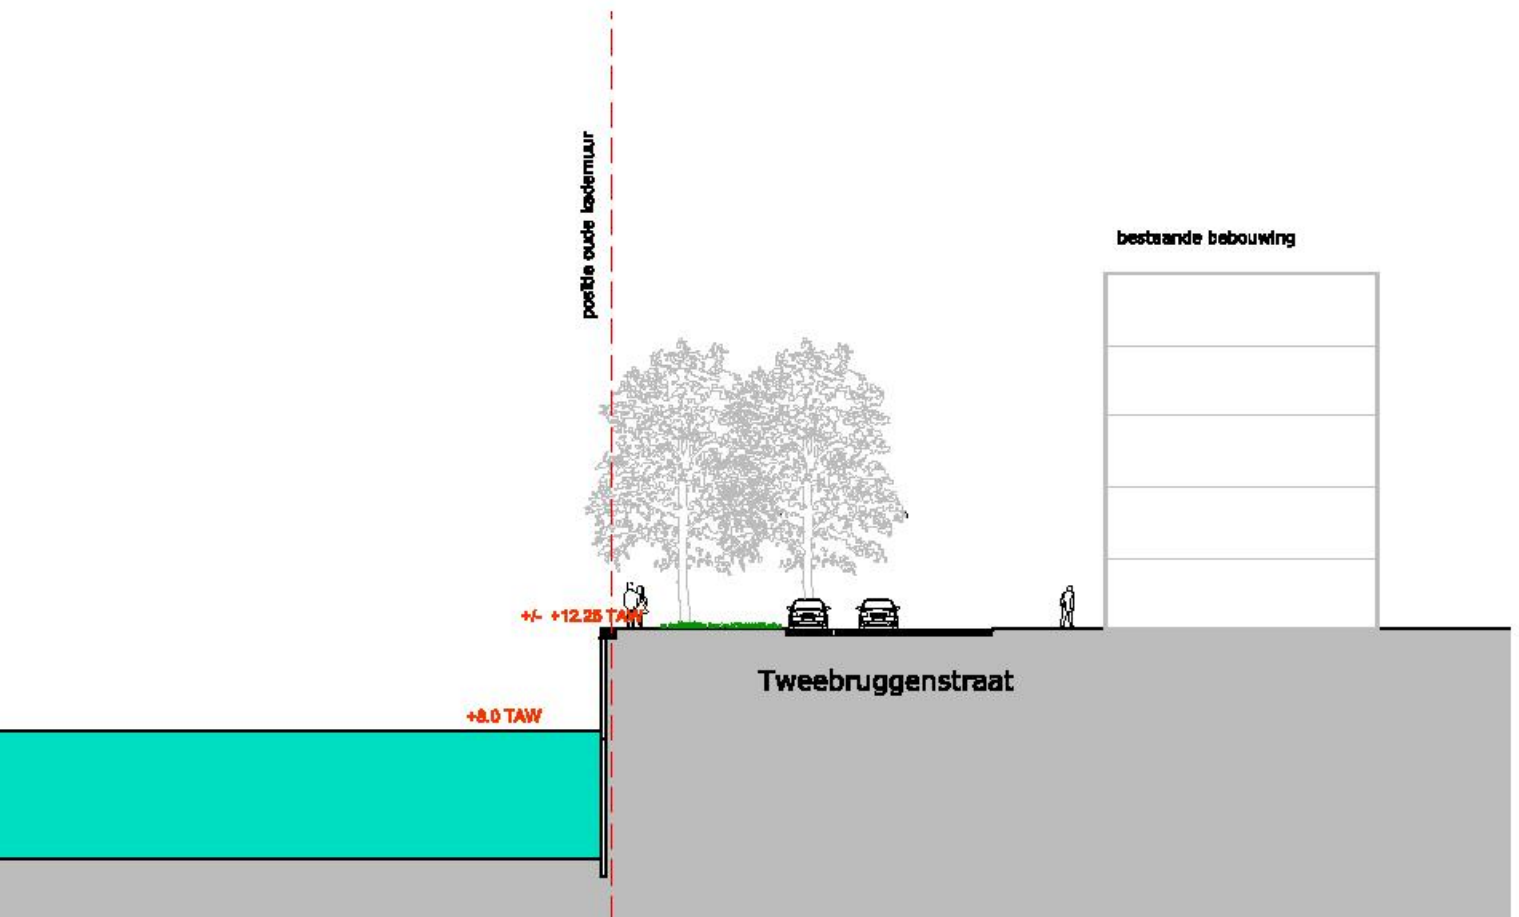 positie oude kademuur
bestaande bebouwing
+/- +12.25 TAW
Tweebruggenstraat
+8.0 TAW